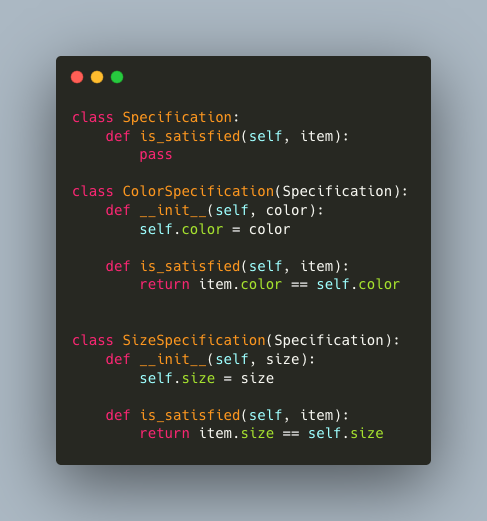 class Specification:
    def is_satisfied(self, item):
        pass

class ColorSpecification(Specification):
    def __init__(self, color):
        self.color = color

    def is_satisfied(self, item):
        return item.color == self.color


class SizeSpecification(Specification):
    def __init__(self, size):
        self.size = size

    def is_satisfied(self, item):
        return item.size == self.size